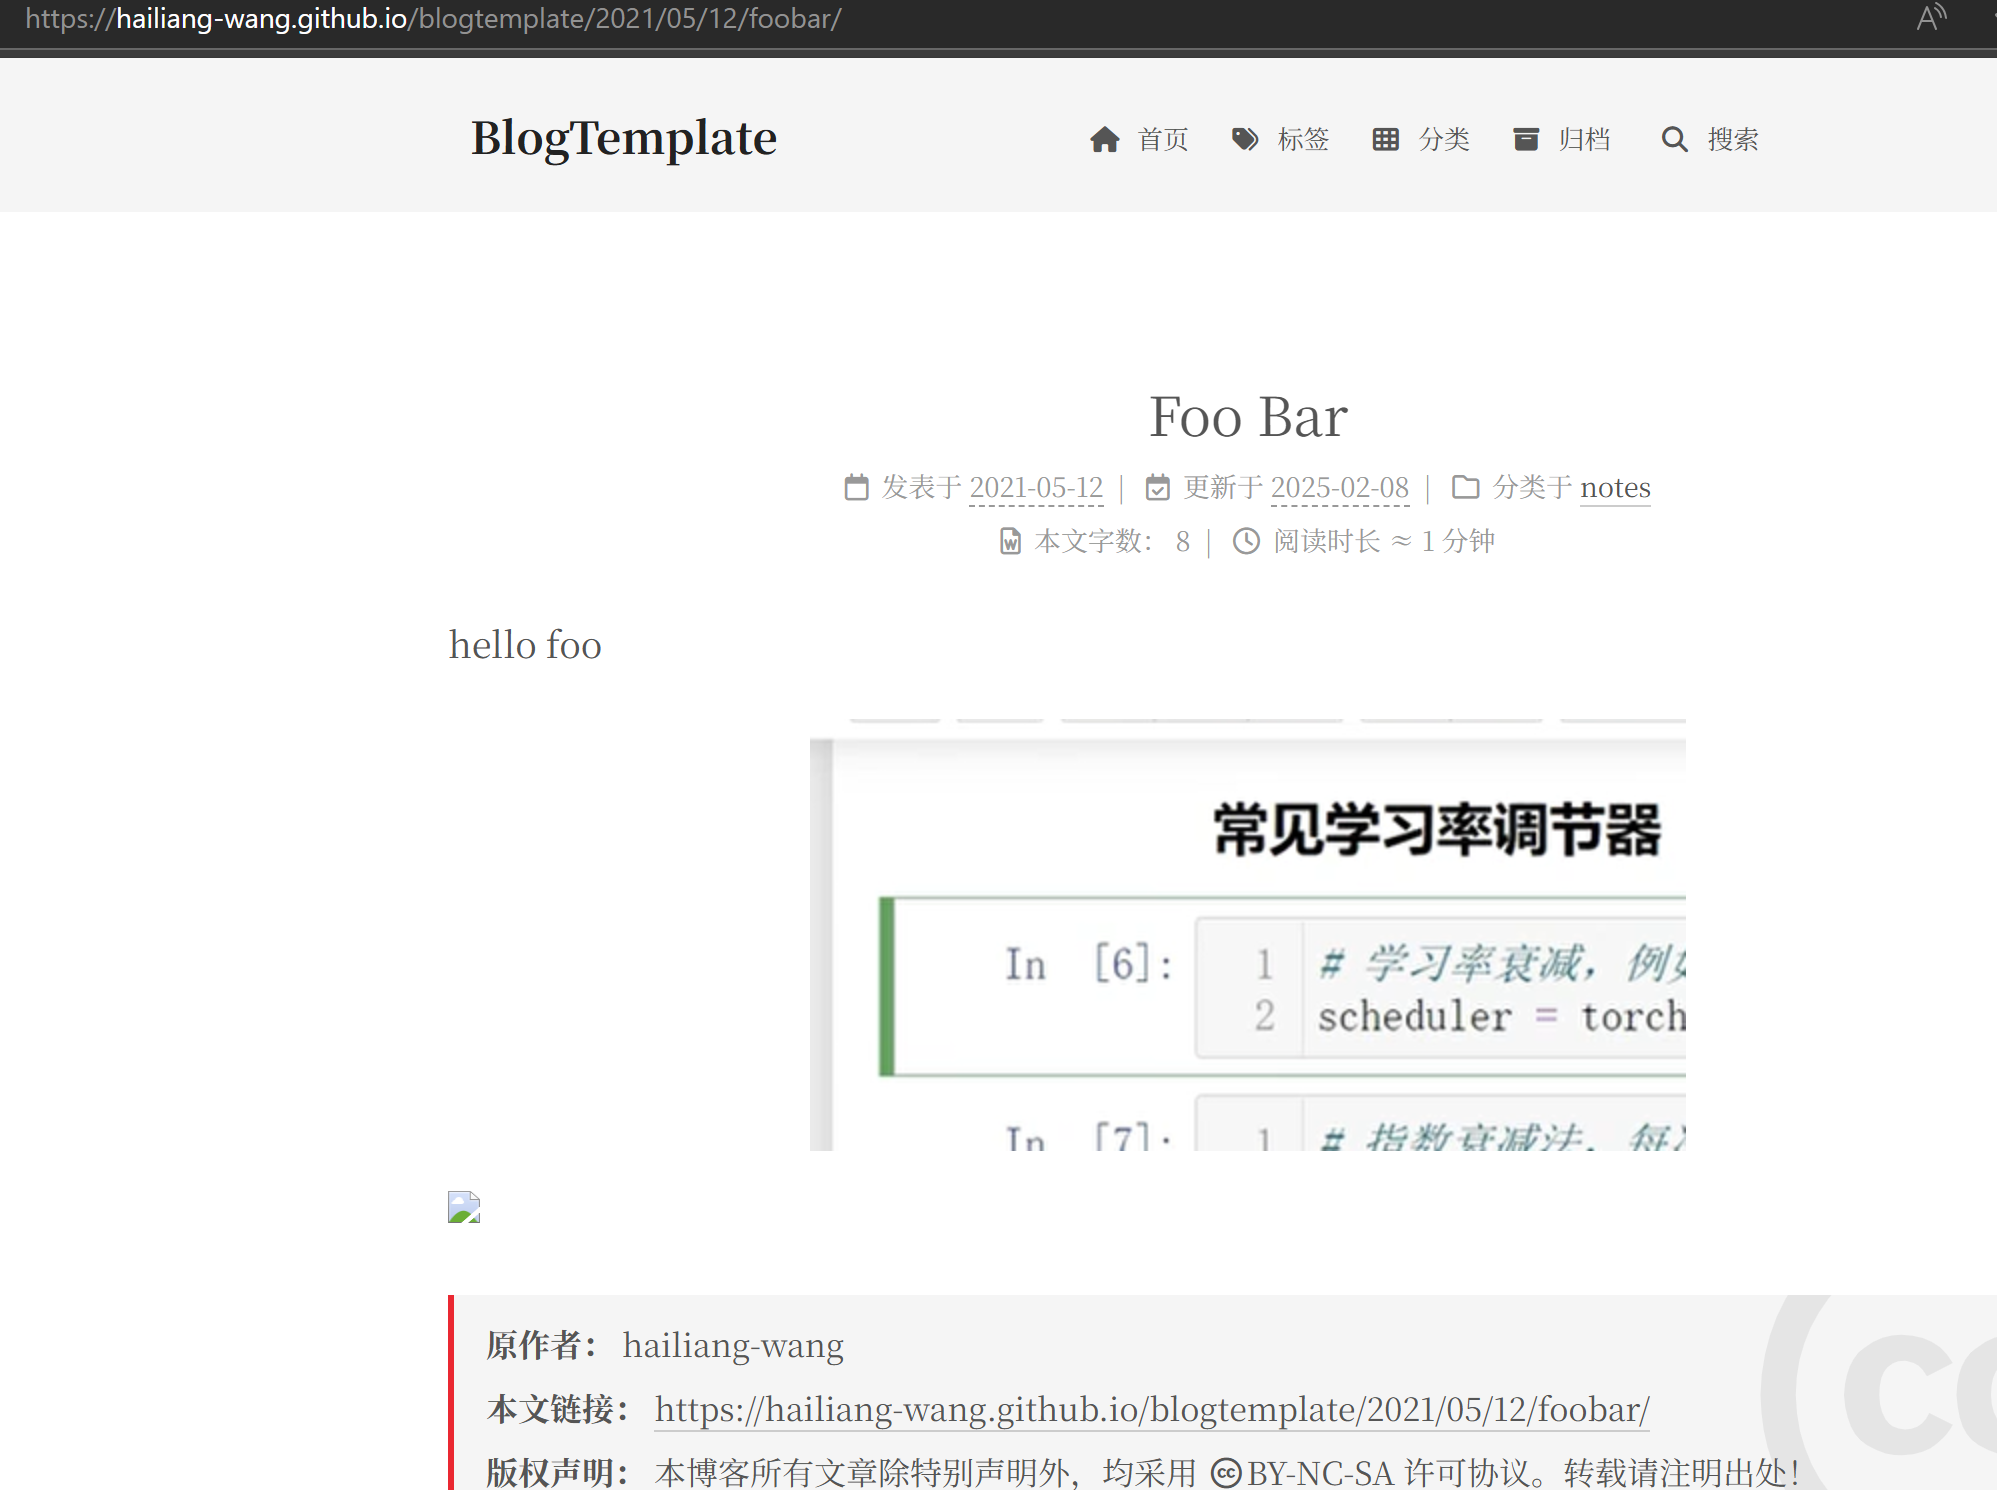 https://hailiang-wang.github.io/blogtemplate/2021/05/12/foobar/
BlogTemplate 首页 标签 分类 归档 搜索
Foo Bar
发表于 2021-05-12 | 更新于 2025-02-08 | 分类于 notes
本文字数： 8 | 阅读时长 ≈ 1 分钟
hello foo
常见学习率调节器
In [6]: 1 # 学习率衰减，例
2 scheduler = torch
In [7]: 1 # 指数衰减法，每
原作者： hailiang-wang
本文链接： https://hailiang-wang.github.io/blogtemplate/2021/05/12/foobar/
版权声明： 本博客所有文章除特别声明外，均采用 BY-NC-SA 许可协议。转载请注明出处！